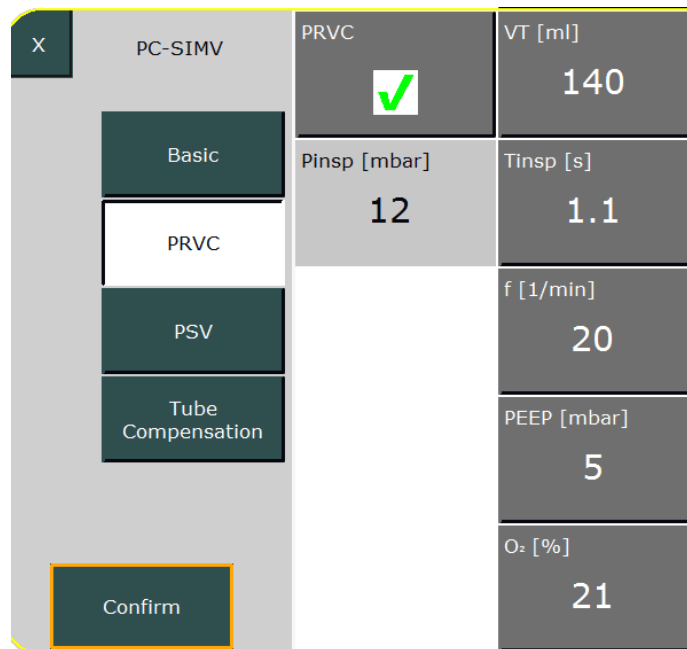 X
PC-SIMV
Basic
PRVC
PSV
Tube
Compensation
Confirm
PRVC
Pinsp [mbar]
12
VT [ml]
140
Tinsp [s]
1.1
f [1/min]
20
PEEP [mbar]
5
O₂ [%]
21